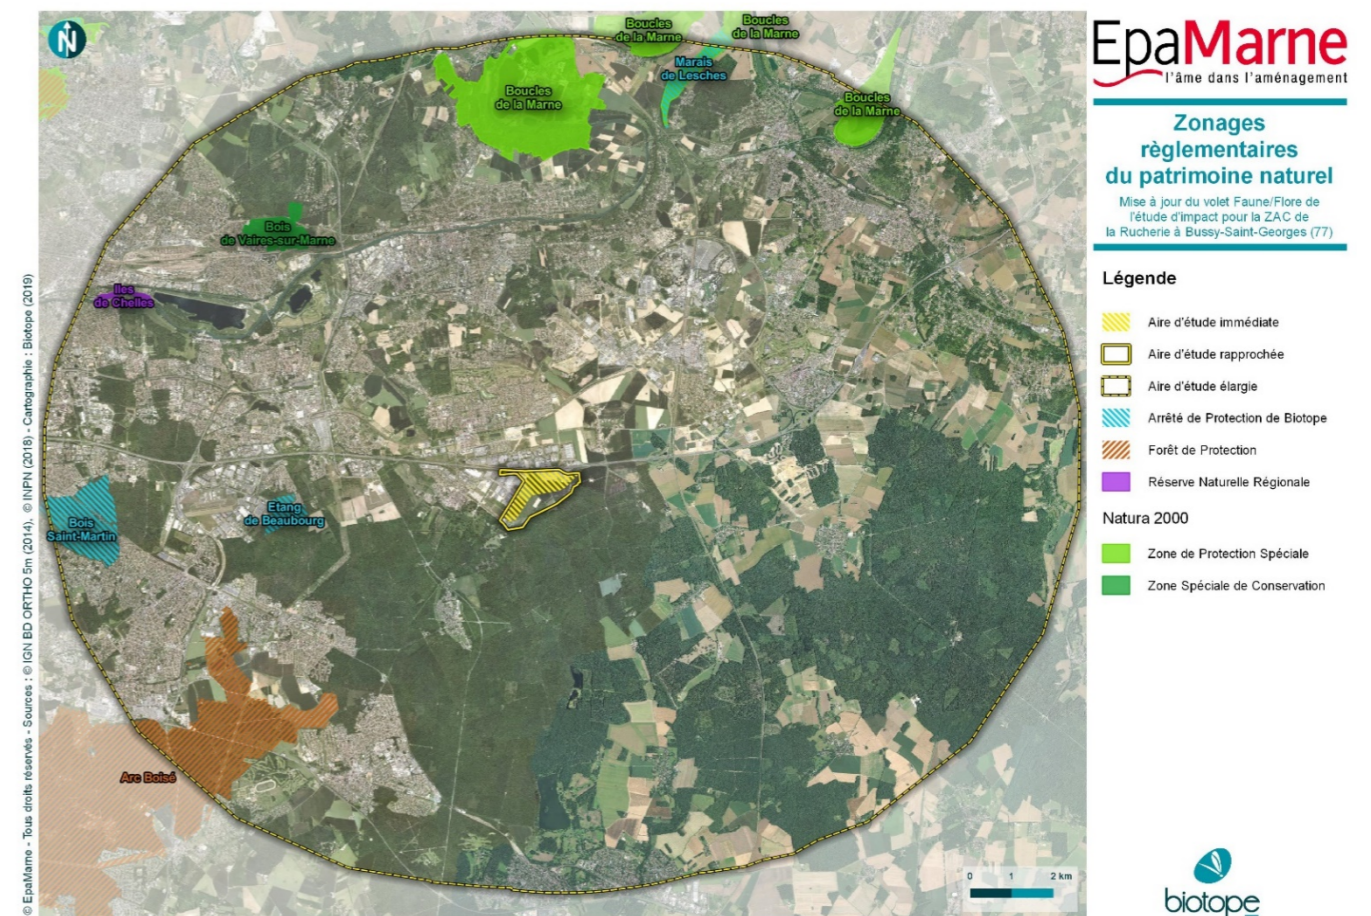 N
Boucles
de la Marne
Boucles
de la Marne
Marais
de Lesches
Boucles
de la Marne
Boucles
de la Marne
Bois
de Vaires-sur-Marne
Iles
de Chelles
Bois
Saint-Martin
Etang
de Beaubourg
Arc Boisé
0 1 2 km
© EpaMarne - Tous droits réservés - Sources : © IGN BD ORTHO 5m (2014), © INPN (2018) - Cartographie : Biotope (2019)
EpaMarne
l'âme dans l'aménagement
Zonages
règlementaires
du patrimoine naturel
Mise à jour du volet Faune/Flore de
l'étude d'impact pour la ZAC de
la Rucherie à Bussy-Saint-Georges (77)
Légende
Aire d'étude immédiate
Aire d'étude rapprochée
Aire d'étude élargie
Arrêté de Protection de Biotope
Forêt de Protection
Réserve Naturelle Régionale
Natura 2000
Zone de Protection Spéciale
Zone Spéciale de Conservation
biotope